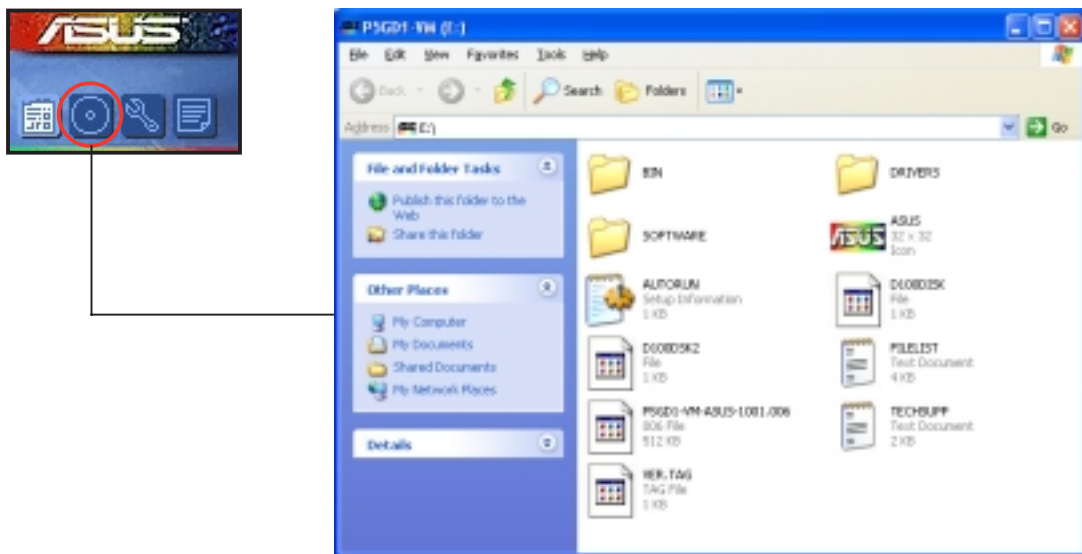 ASUS
P5GD1-VM (E:)
File Edit View Favorites Tools Help
Back Search Folders
Address E:\ Go
File and Folder Tasks
Publish this folder to the
Web
Share this folder
Other Places
My Computer
My Documents
Shared Documents
My Network Places
Details
BIN
DRIVERS
SOFTWARE
ASUS
ASUS
32 x 32
Icon
AUTORUN
Setup Information
1 KB
D108DISK
File
1 KB
D108DSK2
File
1 KB
FILELIST
Text Document
4 KB
P5GD1-VM-ASUS-1001.006
006 File
512 KB
TECHSUPP
Text Document
2 KB
VER.TAG
TAG File
1 KB